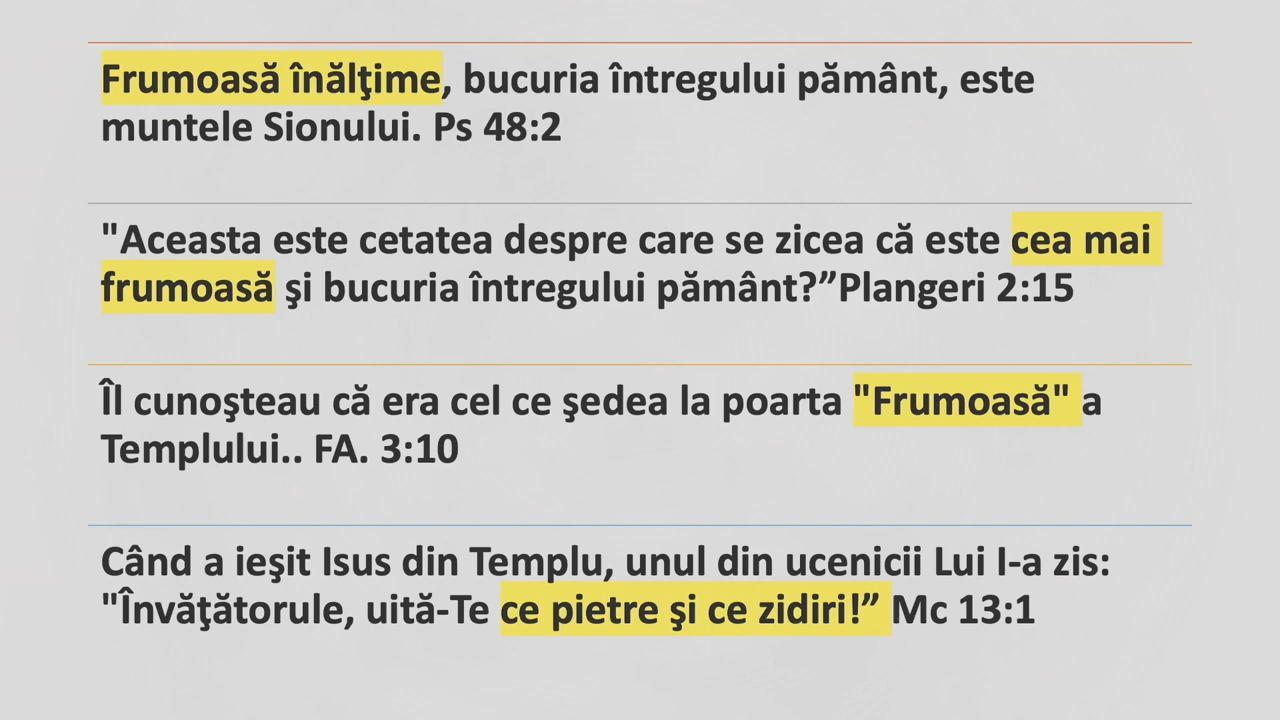 Frumoasă înălţime, bucuria întregului pământ, este
muntele Sionului. Ps 48:2
"Aceasta este cetatea despre care se zicea că este cea mai
frumoasă şi bucuria întregului pământ?”Plangeri 2:15
Îl cunoşteau că era cel ce şedea la poarta "Frumoasă" a
Templului.. FA. 3:10
Când a ieşit Isus din Templu, unul din ucenicii Lui I-a zis:
"Învăţătorule, uită-Te ce pietre şi ce zidiri!” Mc 13:1